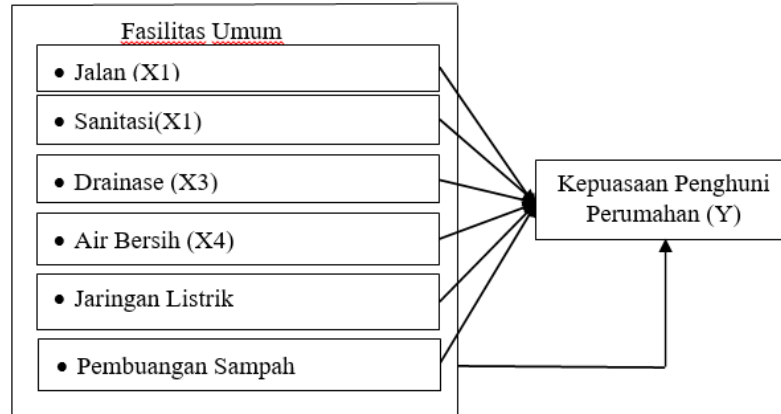 Fasilitas Umum
• Jalan (X1)
• Sanitasi(X1)
• Drainase (X3)
• Air Bersih (X4)
• Jaringan Listrik
• Pembuangan Sampah
Kepuasaan Penghuni
Perumahan (Y)